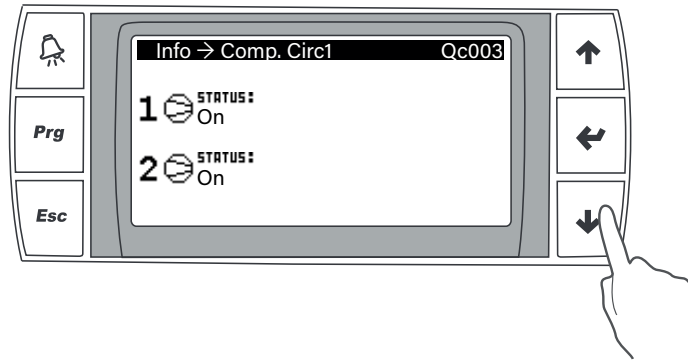 Info → Comp. Circ1 Qc003
1 STATUS:
On
2 STATUS:
On
Prg
Esc